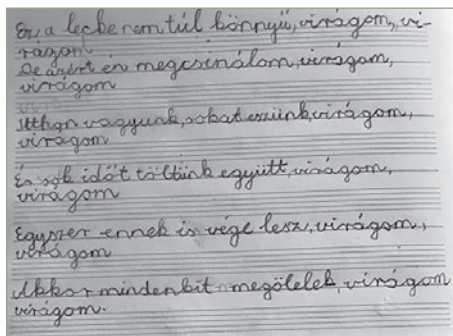 Ez a lecke nem túl könnyű, virágom, vi-
rágom
De azért én megcsinálom, virágom,
virágom
Itthon vagyunk, sokat eszünk, virágom,
virágom
És sok időt töltünk együtt, virágom,
virágom
Egyszer ennek is vége lesz, virágom,
virágom
Akkor mindenkit megölelek, virágom
virágom.